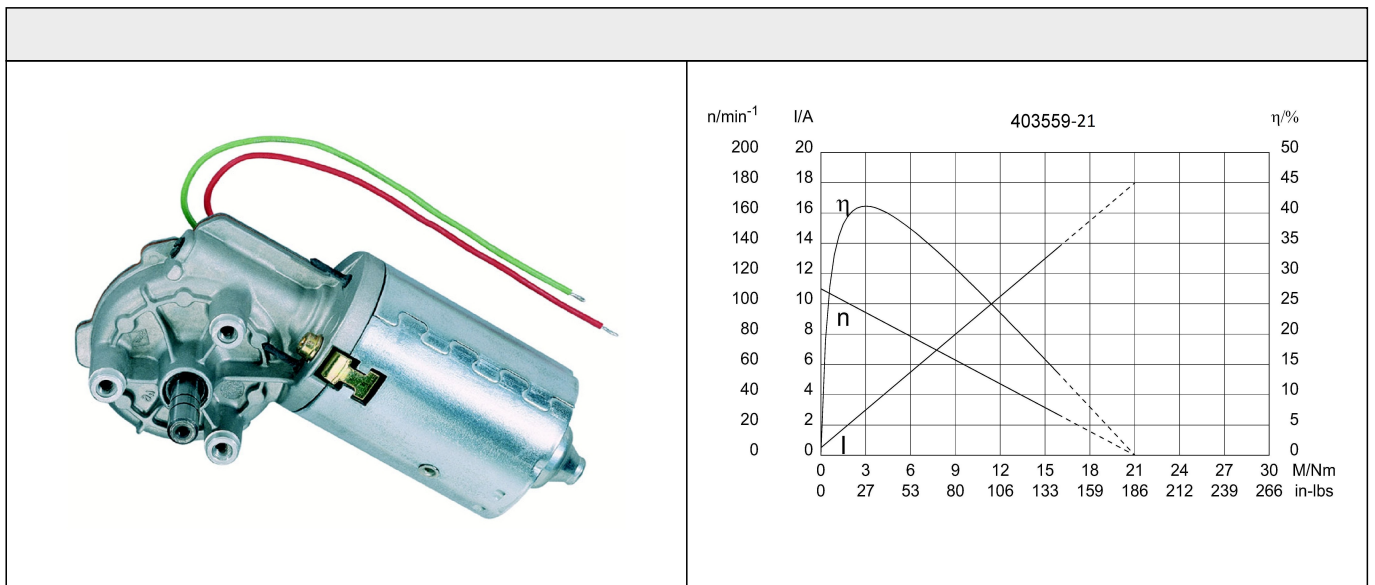 n/min-1 I/A 403559-21 η/%
200 20 50
180 18 45
160 16 η 40
140 14 35
120 12 30
100 10 25
n
80 8 20
60 6 15
40 4 10
20 2 5
I
0 0 0
0 3 6 9 12 15 18 21 24 27 30 M/Nm
0 27 53 80 106 133 159 186 212 239 266 in-lbs